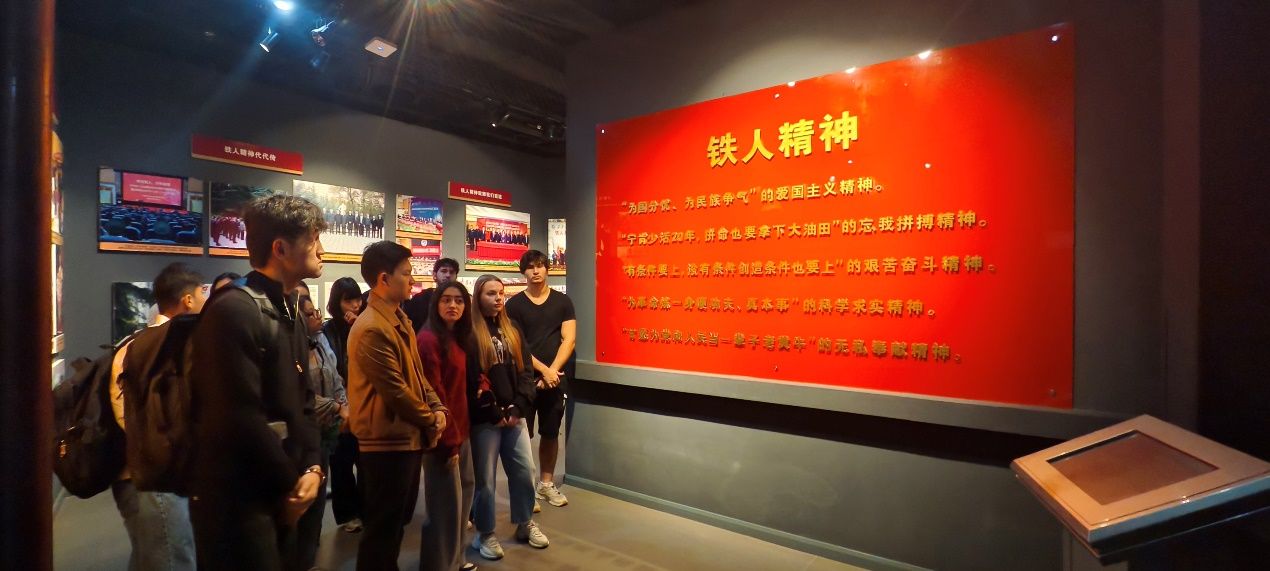 铁人精神代代传
铁人精神
“为国分忧、为民族争气”的爱国主义精神。
“宁肯少活20年,拼命也要拿下大油田”的忘我拼搏精神。
“有条件要上,没有条件创造条件也要上”的艰苦奋斗精神。
“为革命练一身硬功夫、真本事”的科学求实精神。
“甘愿为党和人民当一辈子老黄牛”的无私奉献精神。